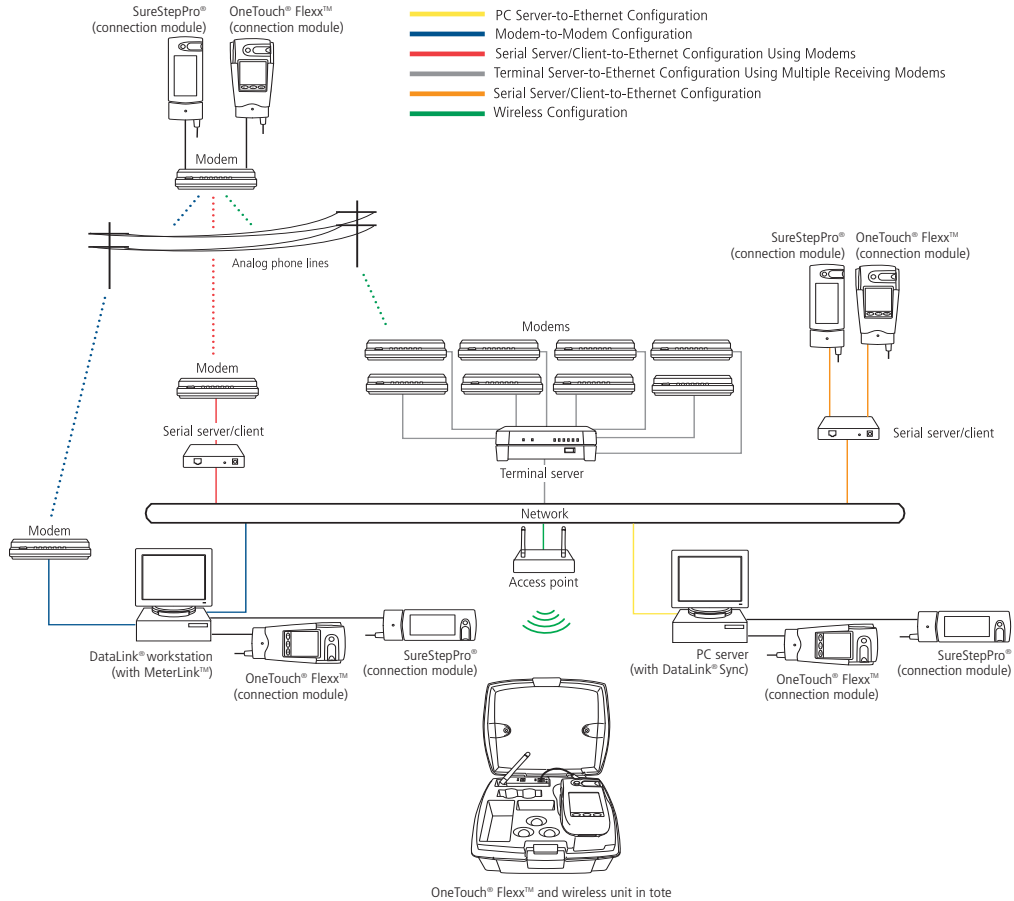 SureStepPro®
(connection module)
OneTouch® Flexx™
(connection module)
PC Server-to-Ethernet Configuration
Modem-to-Modem Configuration
Serial Server/Client-to-Ethernet Configuration Using Modems
Terminal Server-to-Ethernet Configuration Using Multiple Receiving Modems
Serial Server/Client-to-Ethernet Configuration
Wireless Configuration
Modem
Analog phone lines
SureStepPro®
(connection module)
OneTouch® Flexx™
(connection module)
Modems
Modem
Serial server/client
Serial server/client
Terminal server
Network
Modem
Access point
DataLink® workstation
(with MeterLink™)
OneTouch® Flexx™
(connection module)
SureStepPro®
(connection module)
PC server
(with DataLink® Sync)
OneTouch® Flexx™
(connection module)
SureStepPro®
(connection module)
OneTouch® Flexx™ and wireless unit in tote